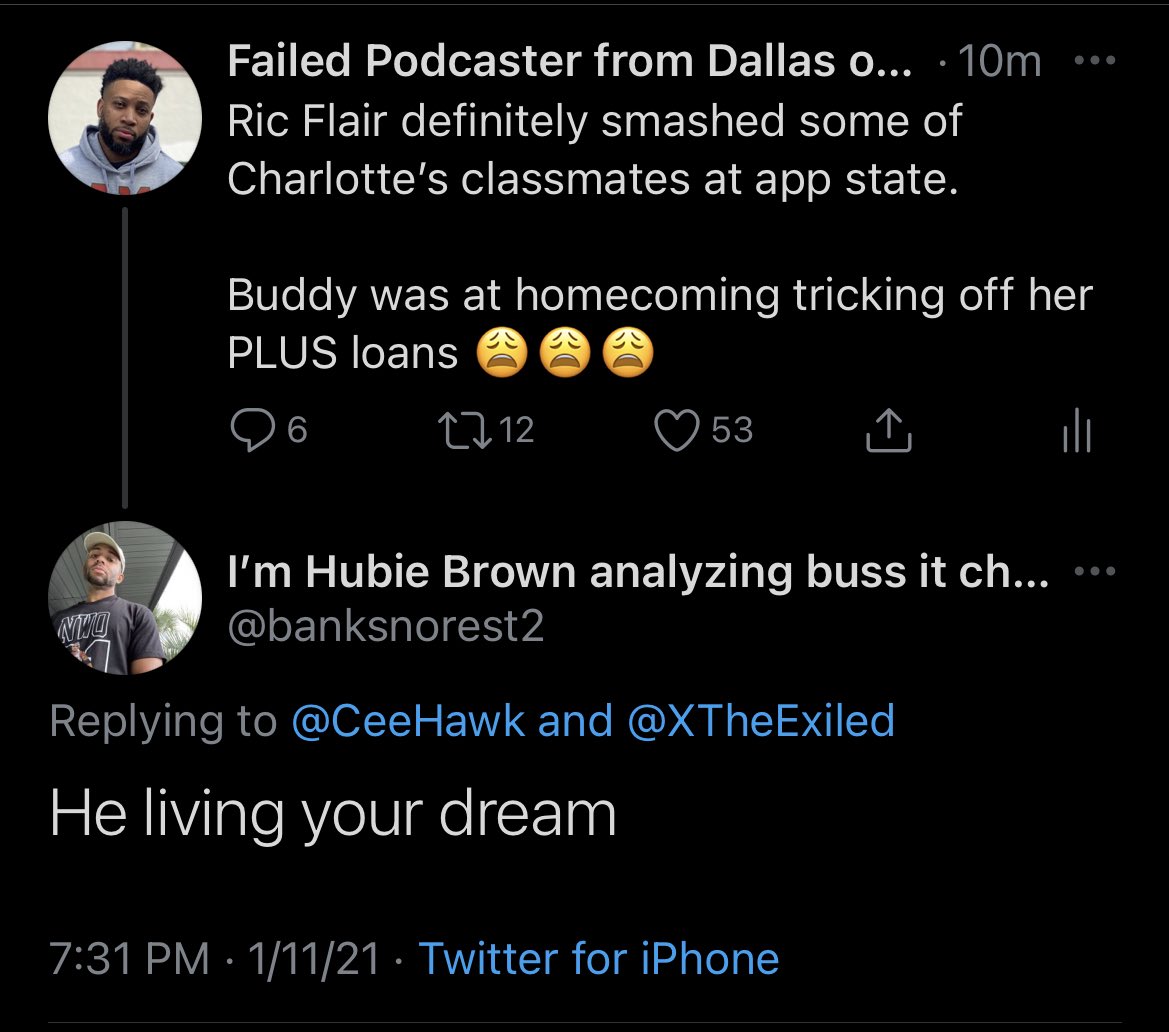 Failed Podcaster from Dallas o... · 10m
Ric Flair definitely smashed some of
Charlotte’s classmates at app state.
Buddy was at homecoming tricking off her
PLUS loans 😩😩😩
6 12 53
I’m Hubie Brown analyzing buss it ch...
@banksnorest2
NWO
Replying to @CeeHawk and @XTheExiled
He living your dream
7:31 PM · 1/11/21 · Twitter for iPhone